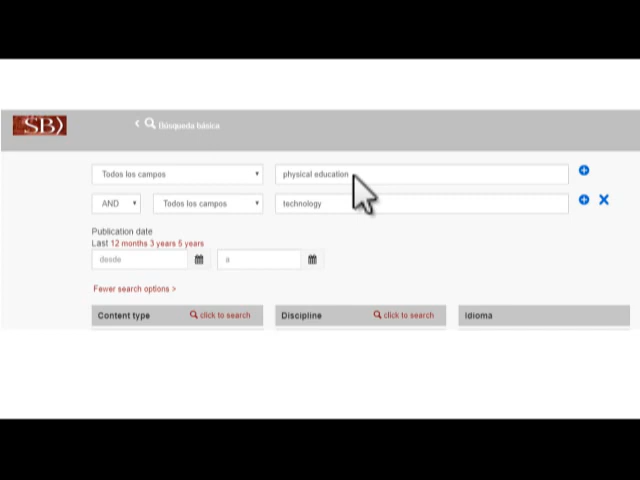 SB)
Búsqueda básica
Todos los campos physical education
AND Todos los campos technology
Publication date
Last 12 months 3 years 5 years
desde a
Fewer search options >
Content type click to search Discipline click to search Idioma